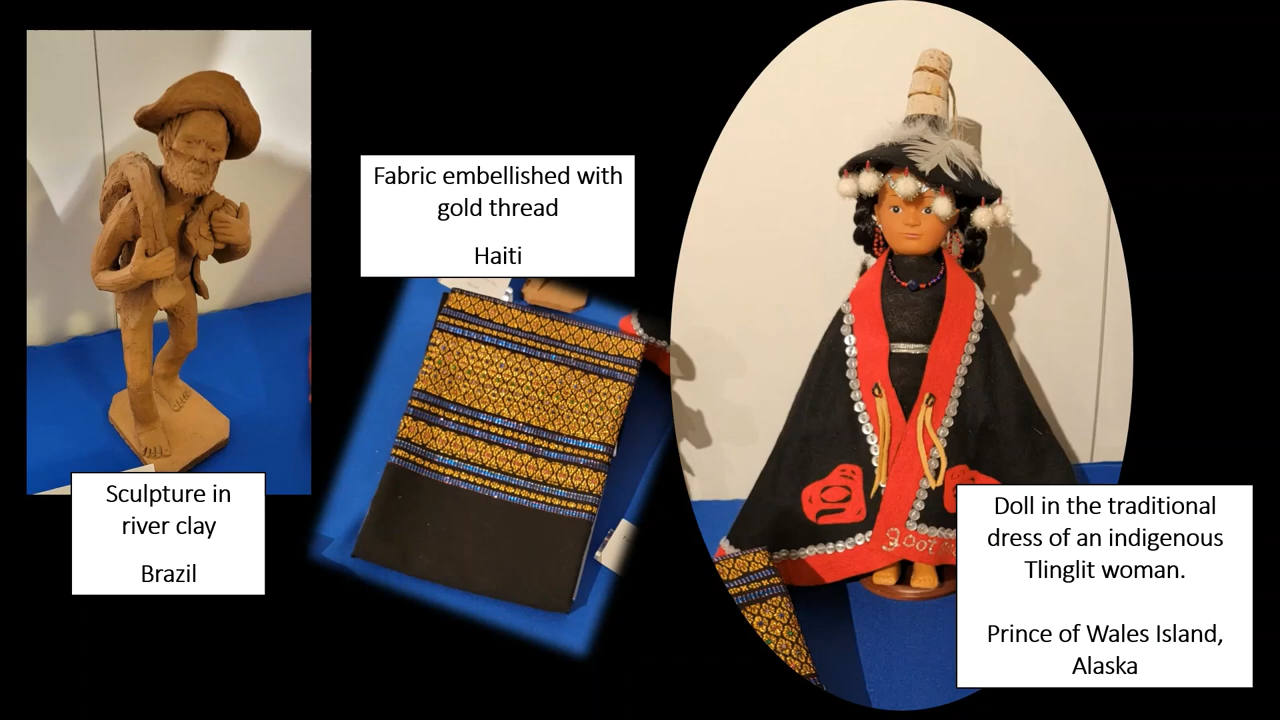 Fabric embellished with
gold thread
Haiti
Sculpture in
river clay
Brazil
Doll in the traditional
dress of an indigenous
Tlinglit woman.
Prince of Wales Island,
Alaska